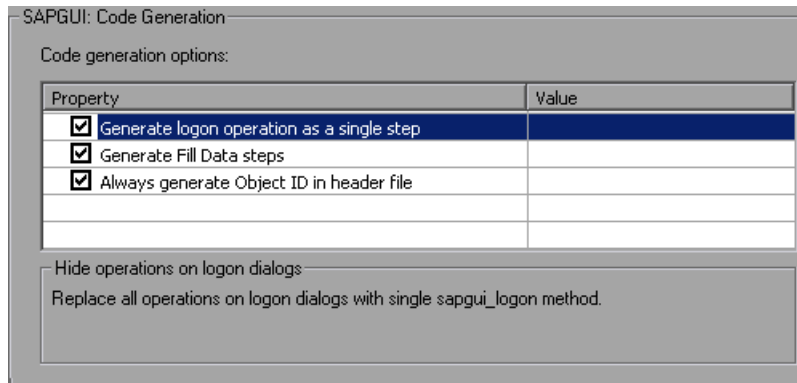 SAPGUI: Code Generation
Code generation options:
Property Value
Generate logon operation as a single step
Generate Fill Data steps
Always generate Object ID in header file
Hide operations on logon dialogs
Replace all operations on logon dialogs with single sapgui_logon method.